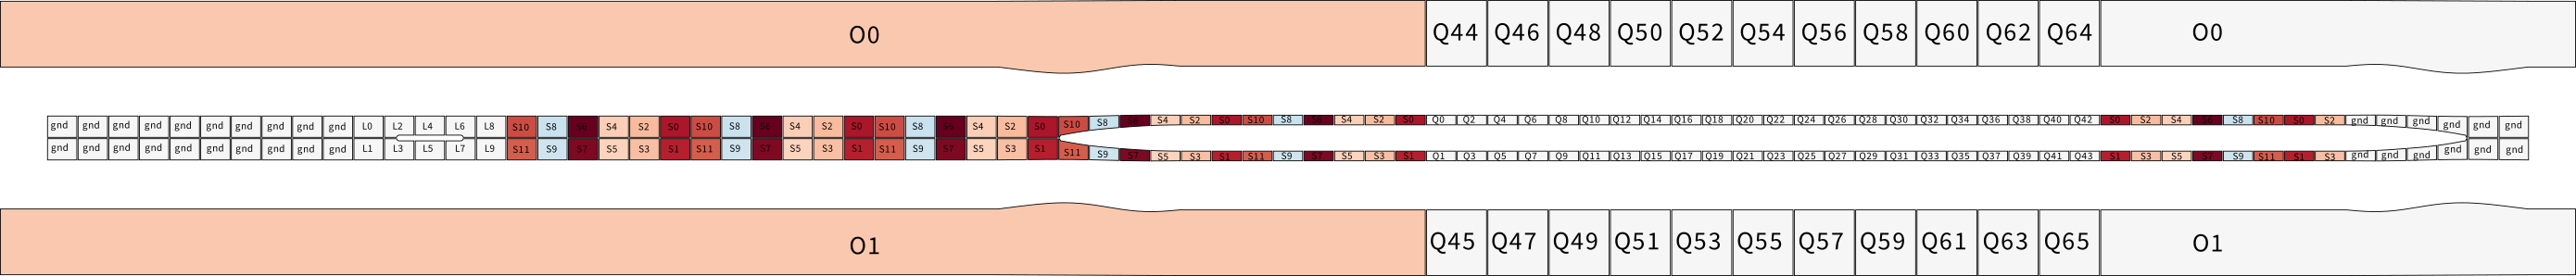 O0 Q44 Q46 Q48 Q50 Q52 Q54 Q56 Q58 Q60 Q62 Q64 O0
gnd gnd gnd gnd gnd gnd gnd gnd gnd gnd L0 L2 L4 L6 L8 S10 S8 S6 S4 S2 S0 S10 S8 S6 S4 S2 S0 S10 S8 S6 S4 S2 S0 S10 S8 S6 S4 S2 S0 S10 S8 S6 S4 S2 S0 Q0 Q2 Q4 Q6 Q8 Q10 Q12 Q14 Q16 Q18 Q20 Q22 Q24 Q26 Q28 Q30 Q32 Q34 Q36 Q38 Q40 Q42 S0 S2 S4 S6 S8 S10 S0 S2 gnd gnd gnd gnd gnd gnd
gnd gnd gnd gnd gnd gnd gnd gnd gnd gnd L1 L3 L5 L7 L9 S11 S9 S7 S5 S3 S1 S11 S9 S7 S5 S3 S1 S11 S9 S7 S5 S3 S1 S11 S9 S7 S5 S3 S1 S11 S9 S7 S5 S3 S1 Q1 Q3 Q5 Q7 Q9 Q11 Q13 Q15 Q17 Q19 Q21 Q23 Q25 Q27 Q29 Q31 Q33 Q35 Q37 Q39 Q41 Q43 S1 S3 S5 S7 S9 S11 S1 S3 gnd gnd gnd gnd gnd gnd
O1 Q45 Q47 Q49 Q51 Q53 Q55 Q57 Q59 Q61 Q63 Q65 O1